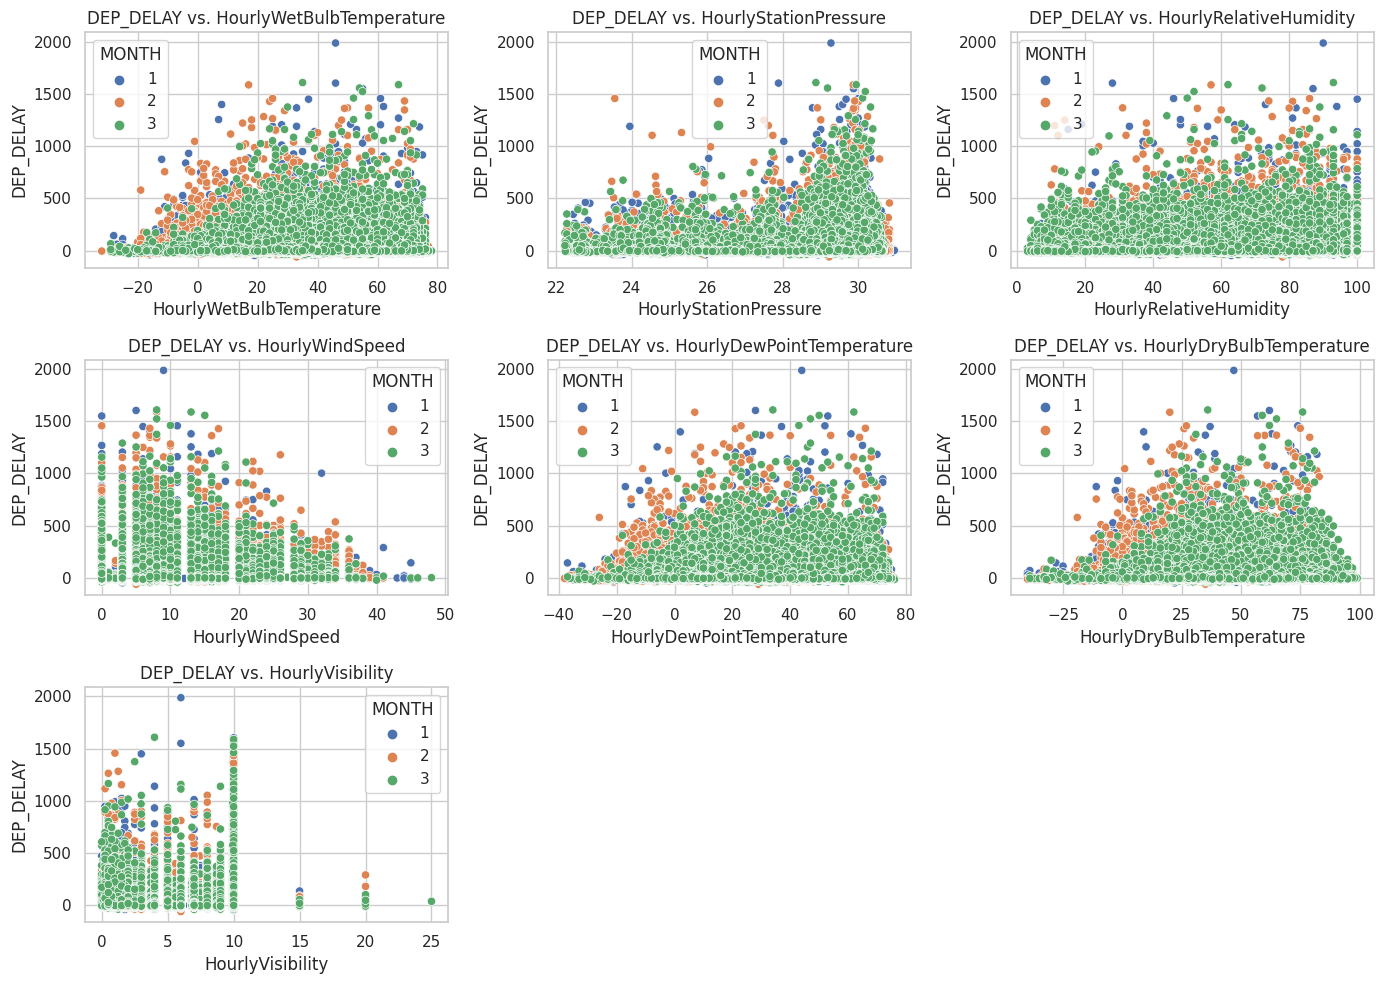 DEP_DELAY vs. HourlyWetBulbTemperature
MONTH
1
2
3
DEP_DELAY
2000
1500
1000
500
0
−20 0 20 40 60 80
HourlyWetBulbTemperature
DEP_DELAY vs. HourlyStationPressure
MONTH
1
2
3
DEP_DELAY
2000
1500
1000
500
0
22 24 26 28 30
HourlyStationPressure
DEP_DELAY vs. HourlyRelativeHumidity
MONTH
1
2
3
DEP_DELAY
2000
1500
1000
500
0
0 20 40 60 80 100
HourlyRelativeHumidity
DEP_DELAY vs. HourlyWindSpeed
MONTH
1
2
3
DEP_DELAY
2000
1500
1000
500
0
0 10 20 30 40 50
HourlyWindSpeed
DEP_DELAY vs. HourlyDewPointTemperature
MONTH
1
2
3
DEP_DELAY
2000
1500
1000
500
0
−40 −20 0 20 40 60 80
HourlyDewPointTemperature
DEP_DELAY vs. HourlyDryBulbTemperature
MONTH
1
2
3
DEP_DELAY
2000
1500
1000
500
0
−25 0 25 50 75 100
HourlyDryBulbTemperature
DEP_DELAY vs. HourlyVisibility
MONTH
1
2
3
DEP_DELAY
2000
1500
1000
500
0
0 5 10 15 20 25
HourlyVisibility